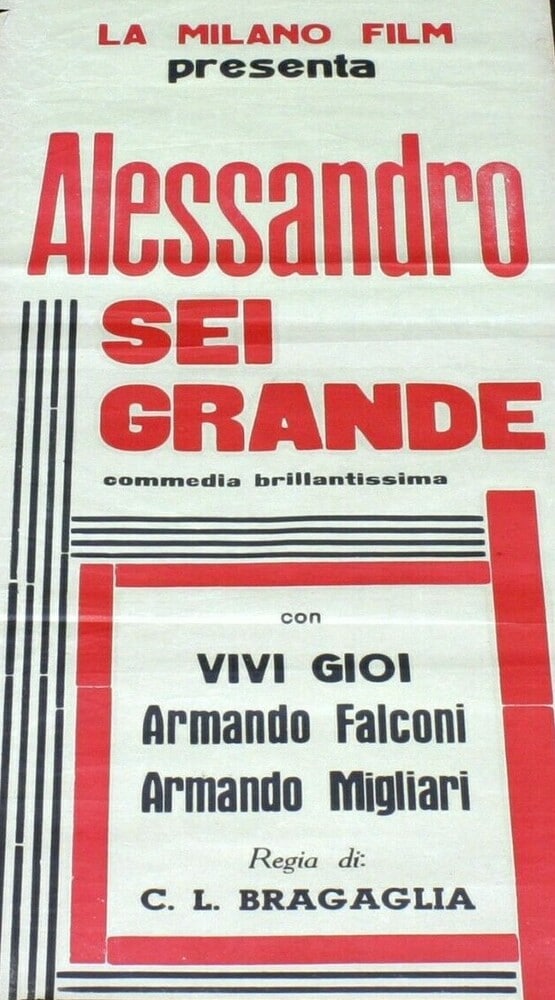 LA MILANO FILM
presenta
Alessandro
SEI
GRANDE
commedia brillantissima
con
VIVI GIOI
Armando Falconi
Armando Migliari
Regia di:
C. L. BRAGAGLIA